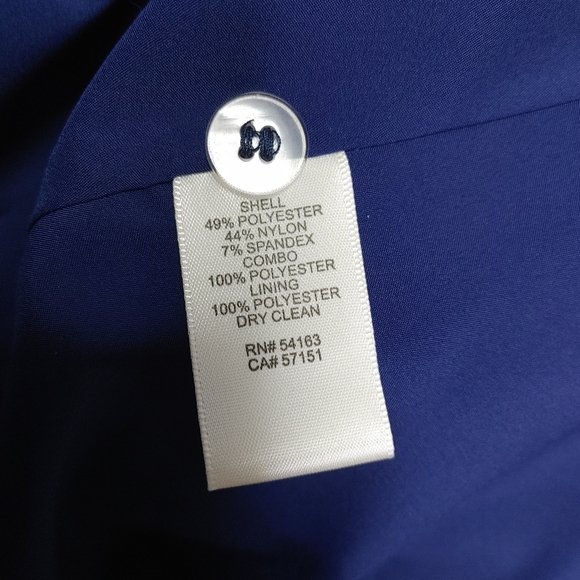 SHELL
49% POLYESTER
44% NYLON
7% SPANDEX
COMBO
100% POLYESTER
LINING
100% POLYESTER
DRY CLEAN
RN# 54163
CA# 57151